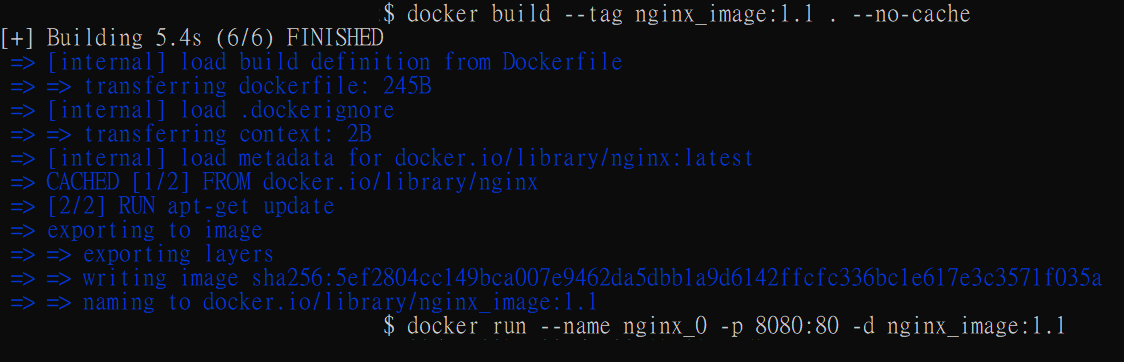 $ docker build --tag nginx_image:1.1 . --no-cache
[+] Building 5.4s (6/6) FINISHED
=> [internal] load build definition from Dockerfile
=> => transferring dockerfile: 245B
=> [internal] load .dockerignore
=> => transferring context: 2B
=> [internal] load metadata for docker.io/library/nginx:latest
=> CACHED [1/2] FROM docker.io/library/nginx
=> [2/2] RUN apt-get update
=> exporting to image
=> => exporting layers
=> => writing image sha256:5ef2804cc149bca007e9462da5dbb1a9d6142ffcfc336bc1e617e3c3571f035a
=> => naming to docker.io/library/nginx_image:1.1
$ docker run --name nginx_0 -p 8080:80 -d nginx_image:1.1